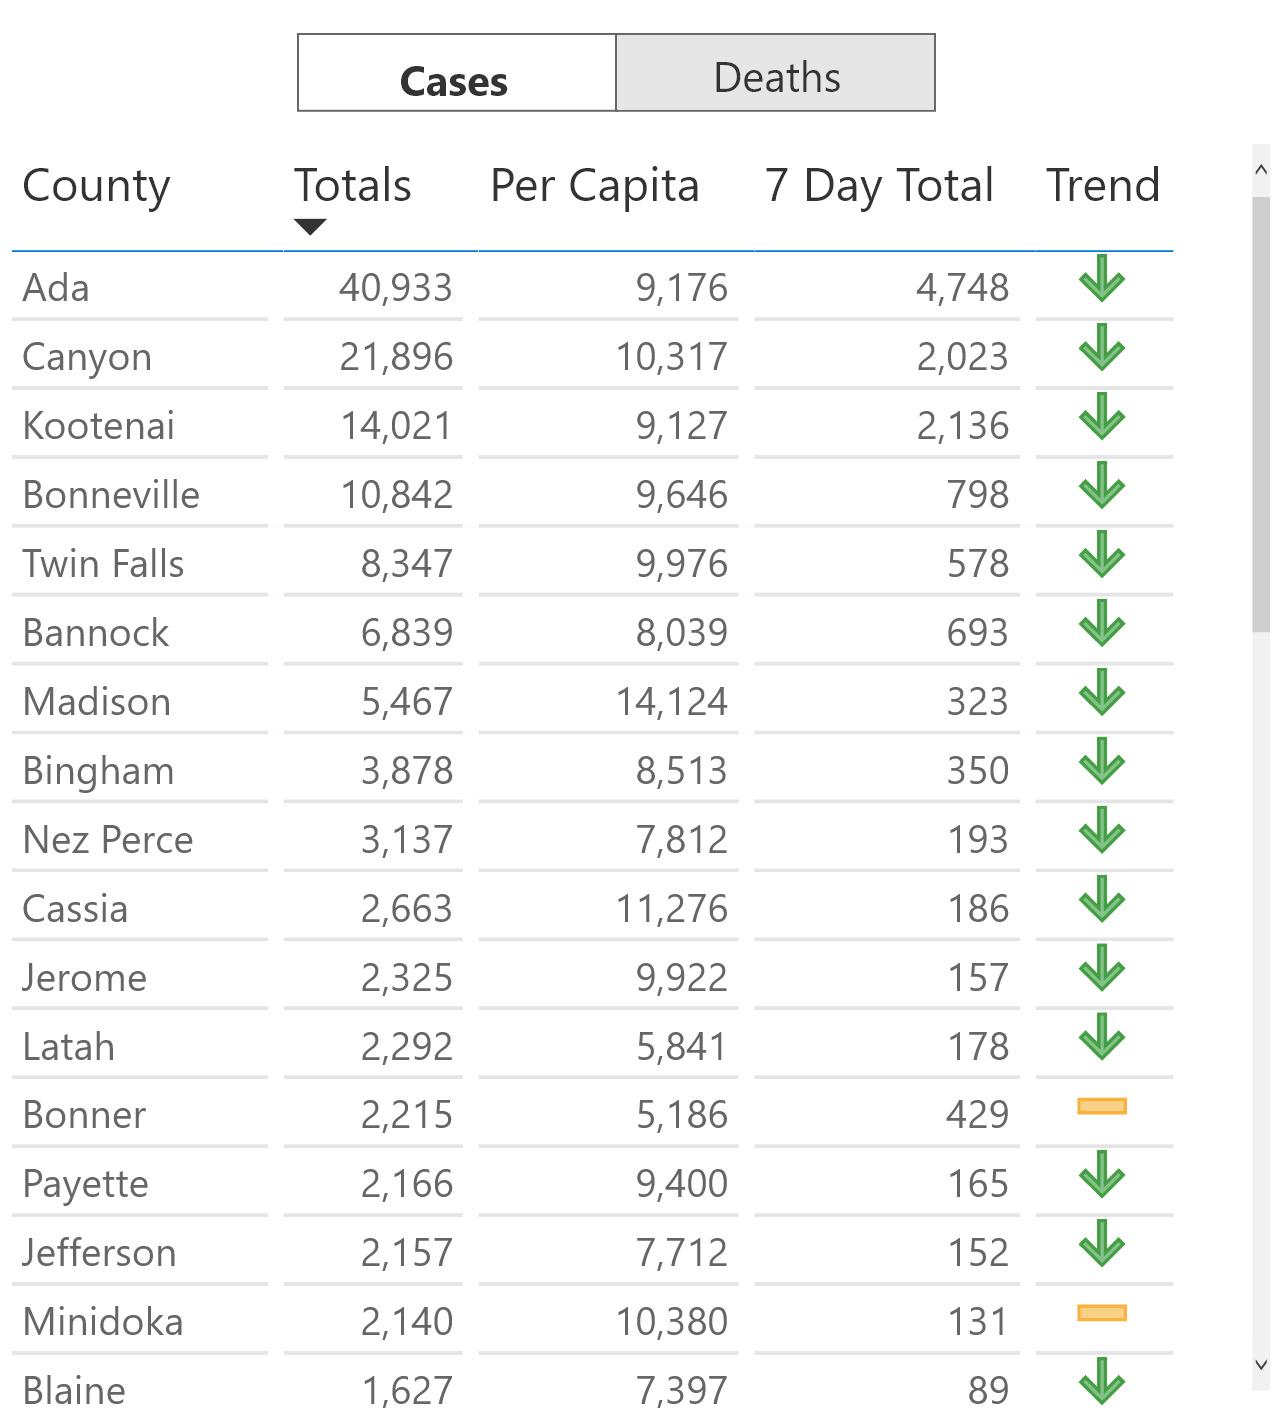 Cases Deaths
County Totals Per Capita 7 Day Total Trend
Ada 40,933 9,176 4,748
Canyon 21,896 10,317 2,023
Kootenai 14,021 9,127 2,136
Bonneville 10,842 9,646 798
Twin Falls 8,347 9,976 578
Bannock 6,839 8,039 693
Madison 5,467 14,124 323
Bingham 3,878 8,513 350
Nez Perce 3,137 7,812 193
Cassia 2,663 11,276 186
Jerome 2,325 9,922 157
Latah 2,292 5,841 178
Bonner 2,215 5,186 429
Payette 2,166 9,400 165
Jefferson 2,157 7,712 152
Minidoka 2,140 10,380 131
Blaine 1,627 7,397 89